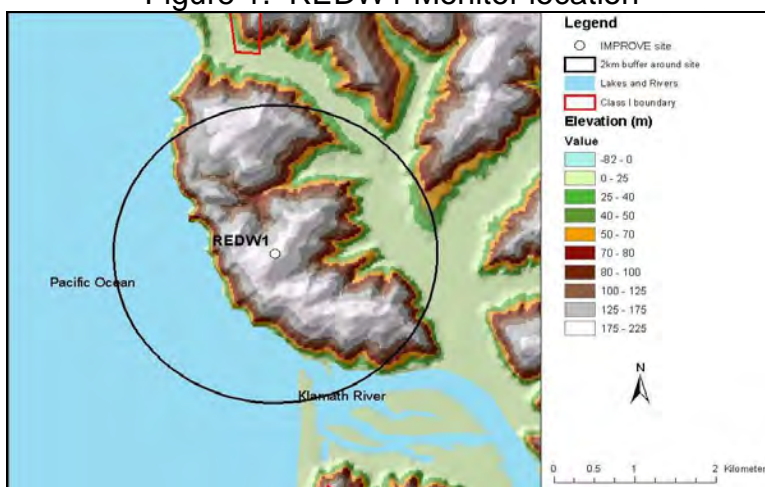 Figure 1: REDW1 Monitor location
Legend
IMPROVE site
2km buffer around site
Lakes and Rivers
Class I boundary
Elevation (m)
Value
-82 - 0
0 - 25
25 - 40
40 - 50
50 - 70
70 - 80
80 - 100
100 - 125
125 - 175
175 - 225
REDW1
Pacific Ocean
Klamath River
N
0 0.5 1 2 Kilometer